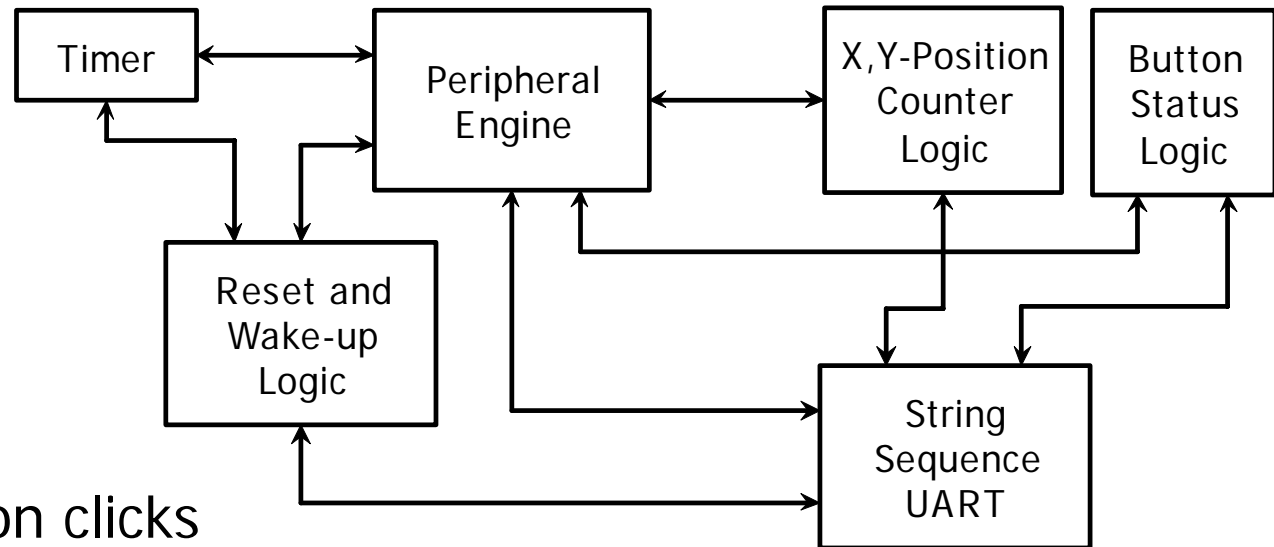 Timer
Peripheral
Engine
X,Y-Position
Counter
Logic
Button
Status
Logic
Reset and
Wake-up
Logic
String
Sequence
UART
on clicks